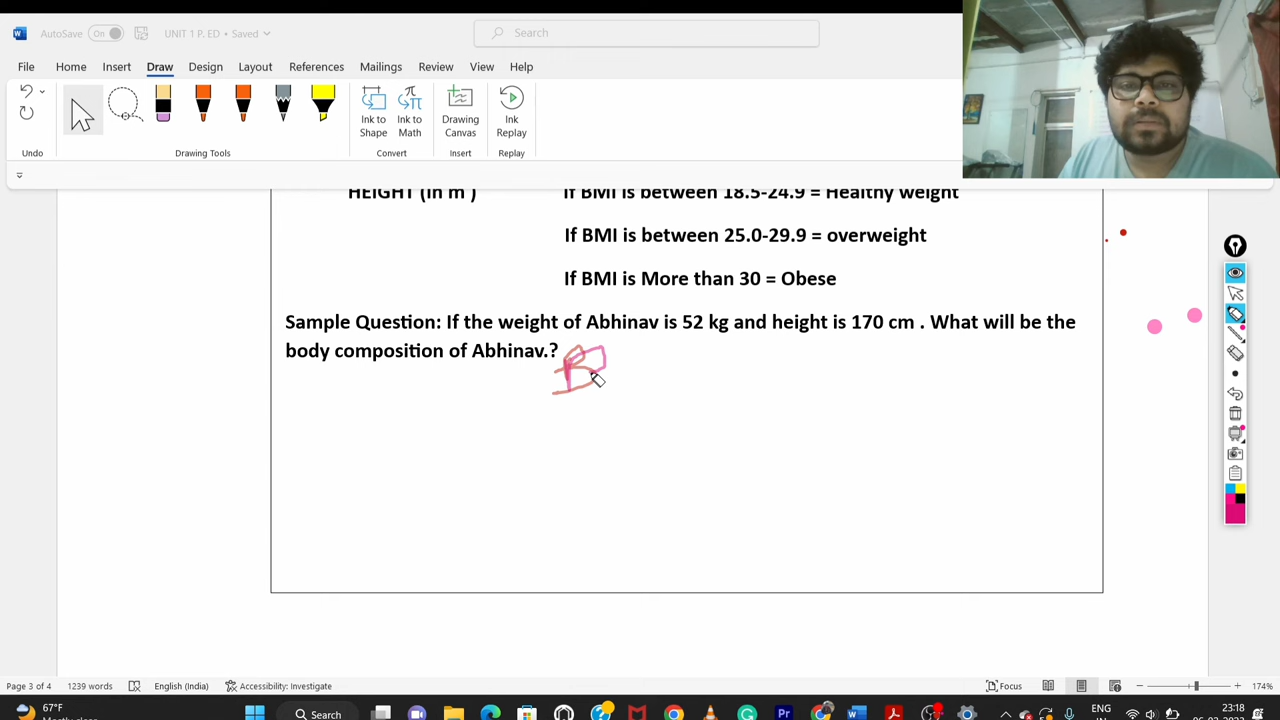 AutoSave On UNIT 1 P. ED • Saved Search
File Home Insert Draw Design Layout References Mailings Review View Help
Undo Drawing Tools Ink to Shape Ink to Math Convert Drawing Canvas Insert Ink Replay Replay
HEIGHT (in m ) If BMI is between 18.5-24.9 = Healthy weight
If BMI is between 25.0-29.9 = overweight
If BMI is More than 30 = Obese
Sample Question: If the weight of Abhinav is 52 kg and height is 170 cm . What will be the
body composition of Abhinav.?
B
Page 3 of 4 1239 words English (India) Accessibility: Investigate Focus 174%
67°F Search ENG 23:18